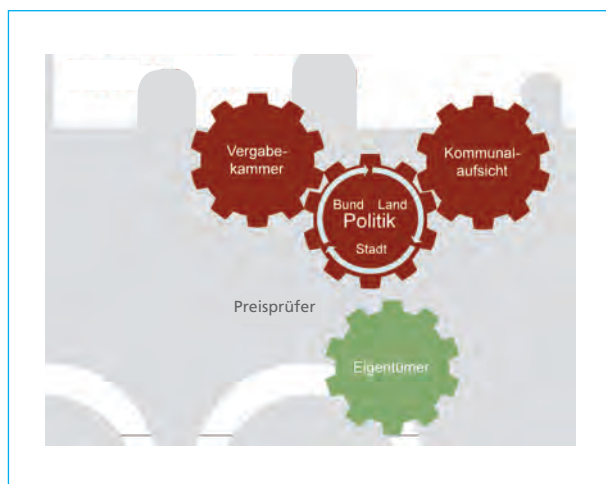 Vergabe-
kammer
Kommunal-
aufsicht
Bund Land
Politik
Stadt
Preisprüfer
Eigentümer